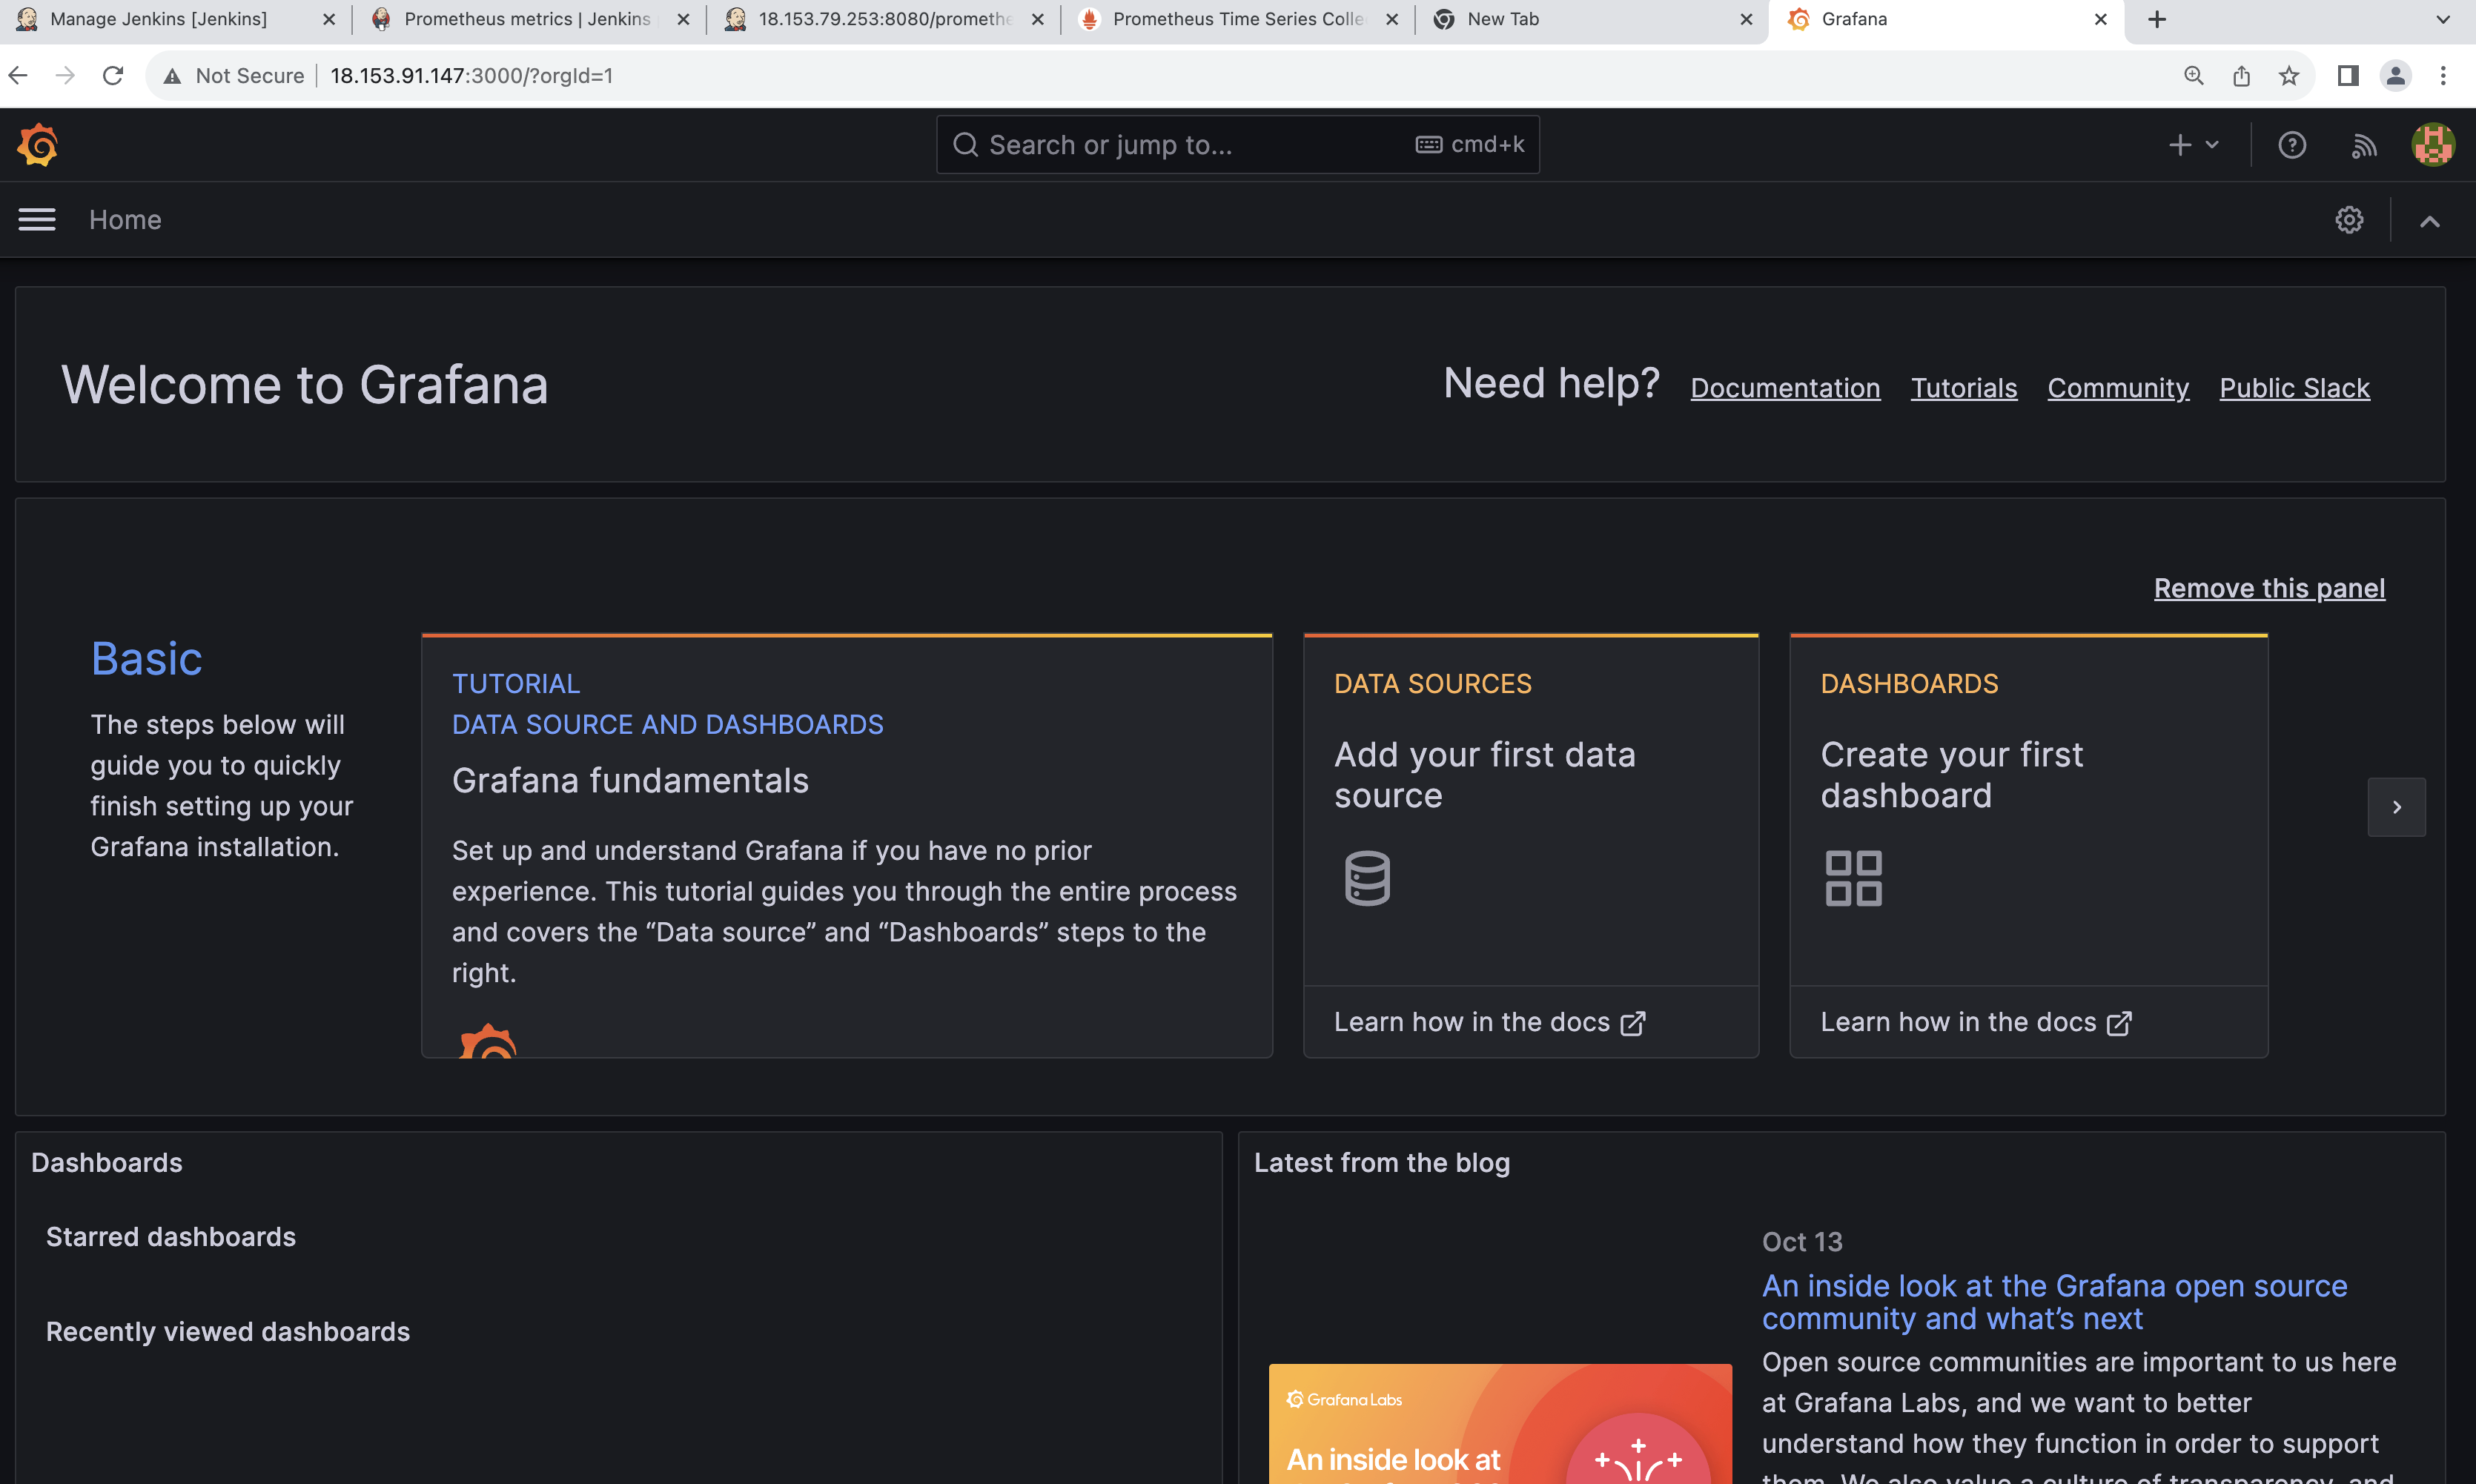 Manage Jenkins [Jenkins]
Prometheus metrics | Jenkins
18.153.79.253:8080/promethe
Prometheus Time Series Colle
New Tab
Grafana
Not Secure
18.153.91.147:3000/?orgId=1
Search or jump to...
cmd+k
Home
Welcome to Grafana
Need help?
Documentation
Tutorials
Community
Public Slack
Remove this panel
Basic
The steps below will
guide you to quickly
finish setting up your
Grafana installation.
TUTORIAL
DATA SOURCE AND DASHBOARDS
Grafana fundamentals
Set up and understand Grafana if you have no prior
experience. This tutorial guides you through the entire process
and covers the “Data source” and “Dashboards” steps to the
right.
DATA SOURCES
Add your first data
source
Learn how in the docs
DASHBOARDS
Create your first
dashboard
Learn how in the docs
Dashboards
Starred dashboards
Recently viewed dashboards
Latest from the blog
Oct 13
An inside look at the Grafana open source
community and what’s next
Open source communities are important to us here
at Grafana Labs, and we want to better
understand how they function in order to support
them. We also value a culture of transparency, and
Grafana Labs
An inside look at